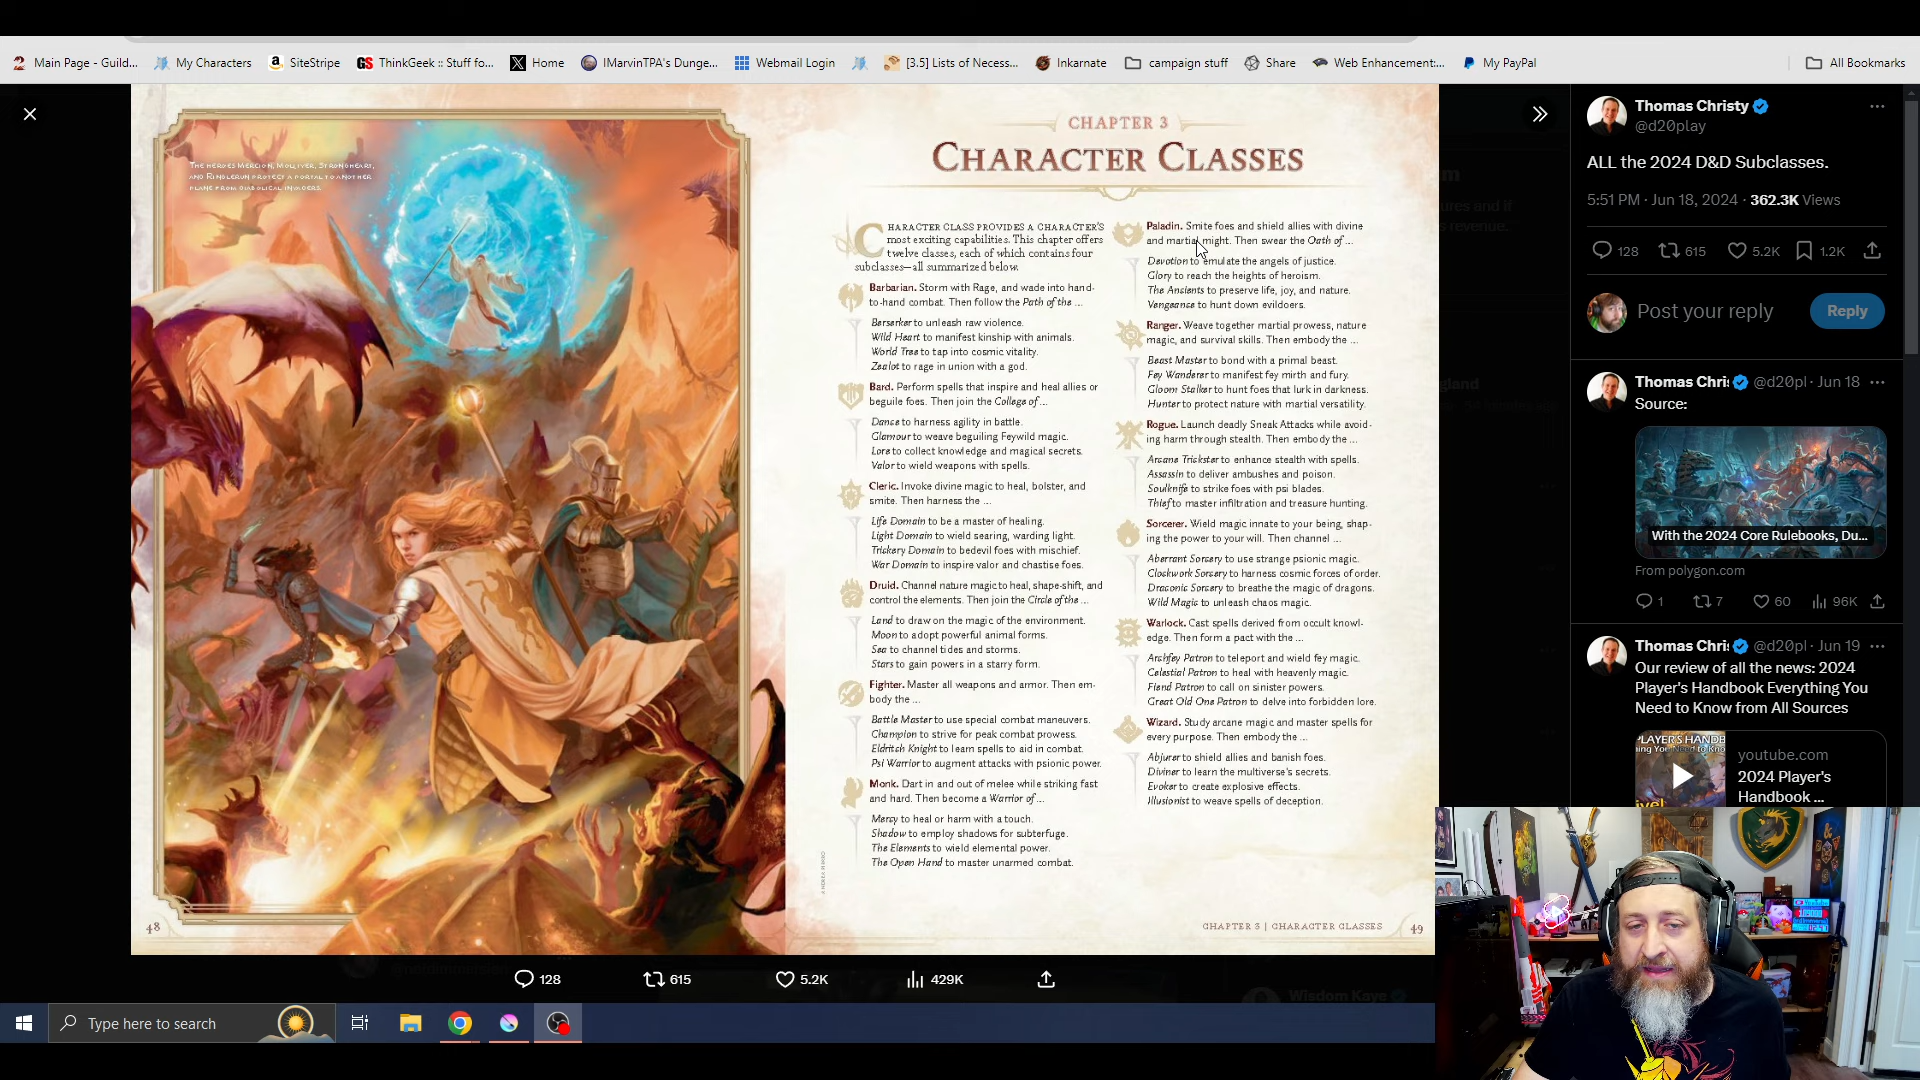 Main Page - Guild...
My Characters
SiteStripe
ThinkGeek :: Stuff fo...
Home
IMarvinTPA's Dunge...
Webmail Login
[3.5] Lists of Necess...
Inkarnate
campaign stuff
Share
Web Enhancement:...
My PayPal
All Bookmarks
THE HEROES MERCION, MOLLIVER, STRONGHEART,
AND RINGLERUN PROTECT A PORTAL TO ANOTHER
PLANE FROM DIABOLICAL INVADERS.
48
CHAPTER 3
CHARACTER CLASSES
CHARACTER CLASS PROVIDES A CHARACTER'S
most exciting capabilities. This chapter offers
twelve classes, each of which contains four
subclasses—all summarized below.
Barbarian. Storm with Rage, and wade into hand-
to-hand combat. Then follow the Path of the ...
Berserker to unleash raw violence.
Wild Heart to manifest kinship with animals.
World Tree to tap into cosmic vitality.
Zealot to rage in union with a god.
Bard. Perform spells that inspire and heal allies or
beguile foes. Then join the College of ...
Dance to harness agility in battle.
Glamour to weave beguiling Feywild magic.
Lore to collect knowledge and magical secrets.
Valor to wield weapons with spells.
Cleric. Invoke divine magic to heal, bolster, and
smite. Then harness the ...
Life Domain to be a master of healing.
Light Domain to wield searing, warding light.
Trickery Domain to bedevil foes with mischief.
War Domain to inspire valor and chastise foes.
Druid. Channel nature magic to heal, shape-shift, and
control the elements. Then join the Circle of the ...
Land to draw on the magic of the environment.
Moon to adopt powerful animal forms.
Sea to channel tides and storms.
Stars to gain powers in a starry form.
Fighter. Master all weapons and armor. Then em-
body the ...
Battle Master to use special combat maneuvers.
Champion to strive for peak combat prowess.
Eldritch Knight to learn spells to aid in combat.
Psi Warrior to augment attacks with psionic power.
Monk. Dart in and out of melee while striking fast
and hard. Then become a Warrior of ...
Mercy to heal or harm with a touch.
Shadow to employ shadows for subterfuge.
The Elements to wield elemental power.
The Open Hand to master unarmed combat.
Paladin. Smite foes and shield allies with divine
and martial might. Then swear the Oath of ...
Devotion to emulate the angels of justice.
Glory to reach the heights of heroism.
The Ancients to preserve life, joy, and nature.
Vengeance to hunt down evildoers.
Ranger. Weave together martial prowess, nature
magic, and survival skills. Then embody the ...
Beast Master to bond with a primal beast.
Fey Wanderer to manifest fey mirth and fury.
Gloom Stalker to hunt foes that lurk in darkness.
Hunter to protect nature with martial versatility.
Rogue. Launch deadly Sneak Attacks while avoid-
ing harm through stealth. Then embody the ...
Arcane Trickster to enhance stealth with spells.
Assassin to deliver ambushes and poison.
Soulknife to strike foes with psi blades.
Thief to master infiltration and treasure hunting.
Sorcerer. Wield magic innate to your being, shap-
ing the power to your will. Then channel ...
Aberrant Sorcery to use strange psionic magic.
Clockwork Sorcery to harness cosmic forces of order.
Draconic Sorcery to breathe the magic of dragons.
Wild Magic to unleash chaos magic.
Warlock. Cast spells derived from occult knowl-
edge. Then form a pact with the ...
Archfey Patron to teleport and wield fey magic.
Celestial Patron to heal with heavenly magic.
Fiend Patron to call on sinister powers.
Great Old One Patron to delve into forbidden lore.
Wizard. Study arcane magic and master spells for
every purpose. Then embody the ...
Abjurer to shield allies and banish foes.
Diviner to learn the multiverse's secrets.
Evoker to create explosive effects.
Illusionist to weave spells of deception.
CHAPTER 3 | CHARACTER CLASSES 49
128 615 5.2K 429K
Thomas Christy
@d20play
ALL the 2024 D&D Subclasses.
5:51 PM · Jun 18, 2024 · 362.3K Views
128 615 5.2K 1.2K
Post your reply
Reply
Thomas Chri @d20pl · Jun 18
Source:
With the 2024 Core Rulebooks, Du...
From polygon.com
1 7 60 96K
Thomas Chri @d20pl · Jun 19
Our review of all the news: 2024
Player's Handbook Everything You
Need to Know from All Sources
youtube.com
2024 Player's
Handbook ...
Wisdom Kaye
Type here to search